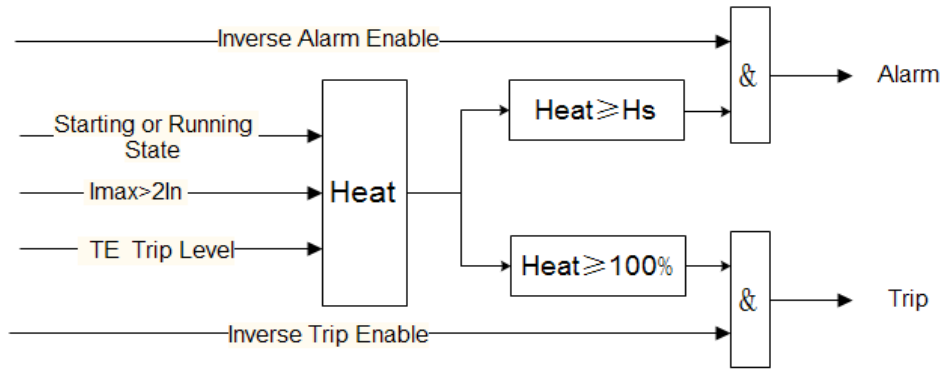 Inverse Alarm Enable
&
Alarm
Starting or Running
State
Imax>2In
TE Trip Level
Heat
Heat≥Hs
Heat≥100%
&
Trip
Inverse Trip Enable